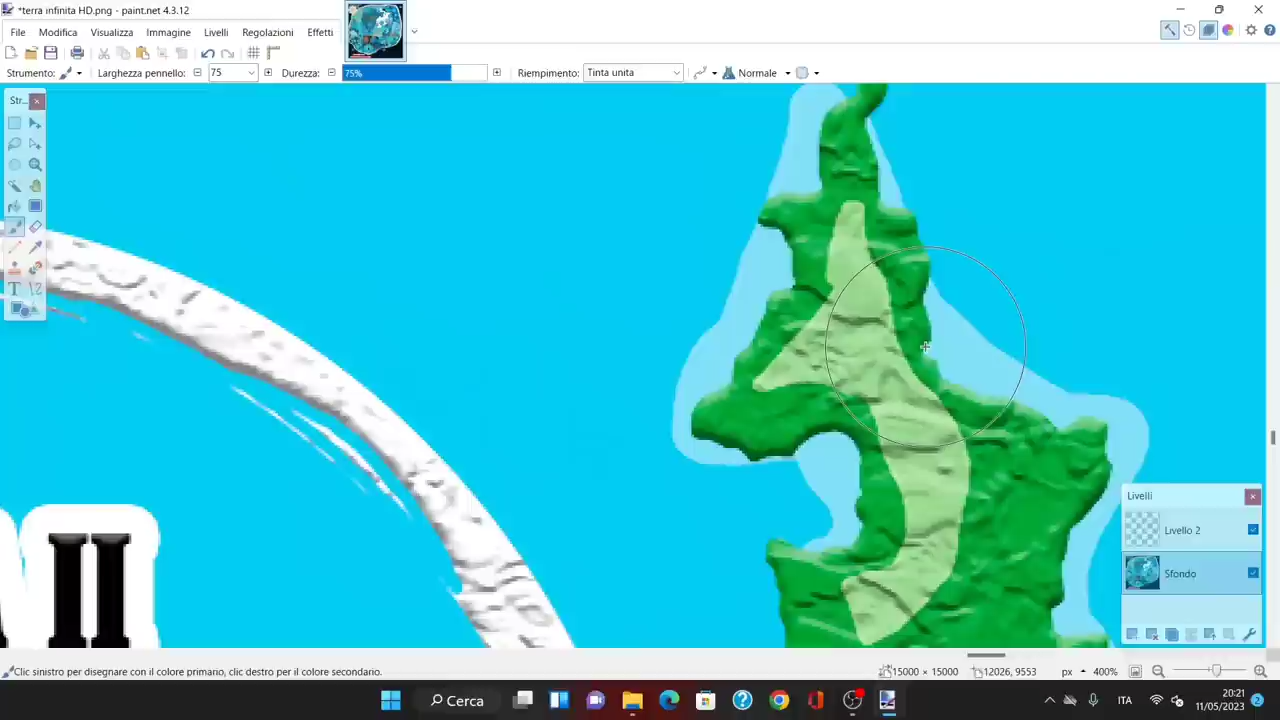 *terra infinita HD.png - paint.net 4.3.12
File Modifica Visualizza Immagine Livelli Regolazioni Effetti
Strumento: Larghezza pennello: 75 Durezza: 75% Riempimento: Tinta unita Normale
Str...
II
Livelli
Livello 2
Sfondo
Clic sinistro per disegnare con il colore primario, clic destro per il colore secondario.
15000 × 15000 12026, 9553 px 400%
Cerca
ITA 20:21
11/05/2023